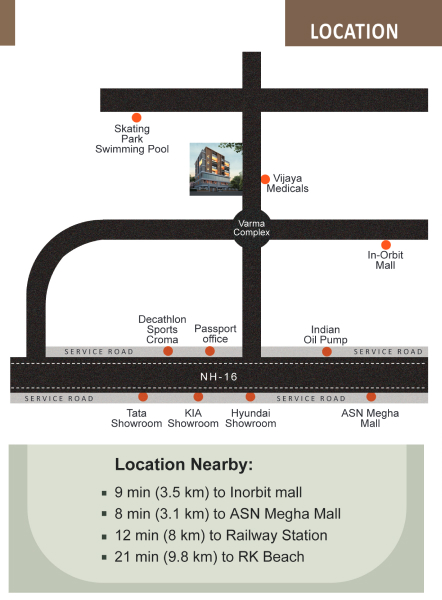 LOCATION
Skating
Park
Swimming Pool
Vijaya
Medicals
Varma
Complex
In-Orbit
Mall
Decathlon
Sports
Croma
Passport
office
Indian
Oil Pump
SERVICE ROAD
SERVICE ROAD
NH-16
SERVICE ROAD
SERVICE ROAD
Tata
Showroom
KIA
Showroom
Hyundai
Showroom
ASN Megha
Mall
Location Nearby:
▪ 9 min (3.5 km) to Inorbit mall
▪ 8 min (3.1 km) to ASN Megha Mall
▪ 12 min (8 km) to Railway Station
▪ 21 min (9.8 km) to RK Beach